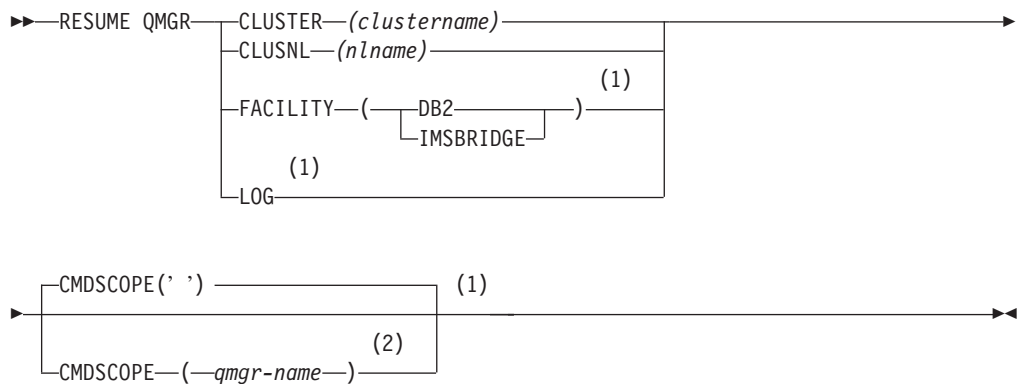 RESUME QMGR CLUSTER (clustername)
CLUSNL (nlname)
(1)
FACILITY ( DB2 )
IMSBRIDGE
(1)
LOG
CMDSCOPE(' ') (1)
(2)
CMDSCOPE ( qmgr-name )